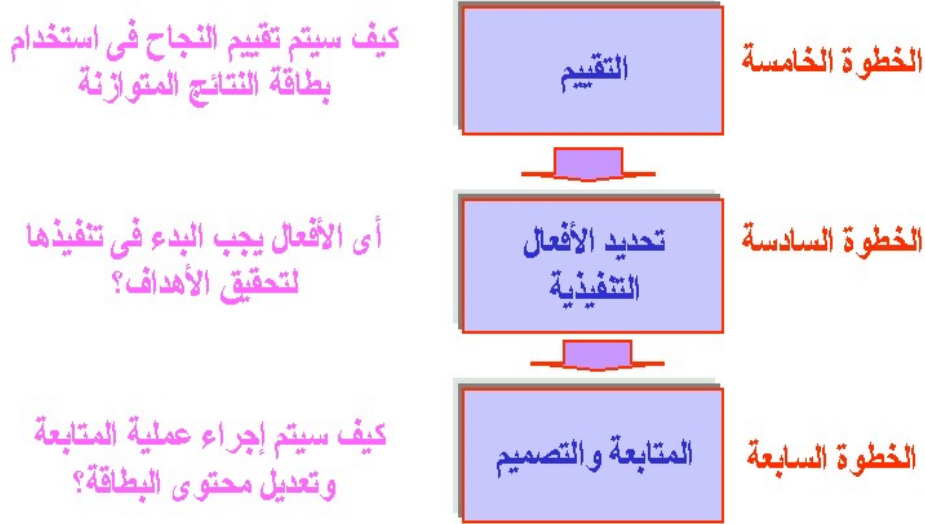 الخطوة الخامسة
التقييم
كيف سيتم تقييم النجاح فى استخدام
بطاقة النتائج المتوازنة
الخطوة السادسة
تحديد الأفعال
التنفيذية
أى الأفعال يجب البدء فى تنفيذها
لتحقيق الأهداف؟
الخطوة السابعة
المتابعة والتصميم
كيف سيتم إجراء عملية المتابعة
وتعديل محتوى البطاقة؟